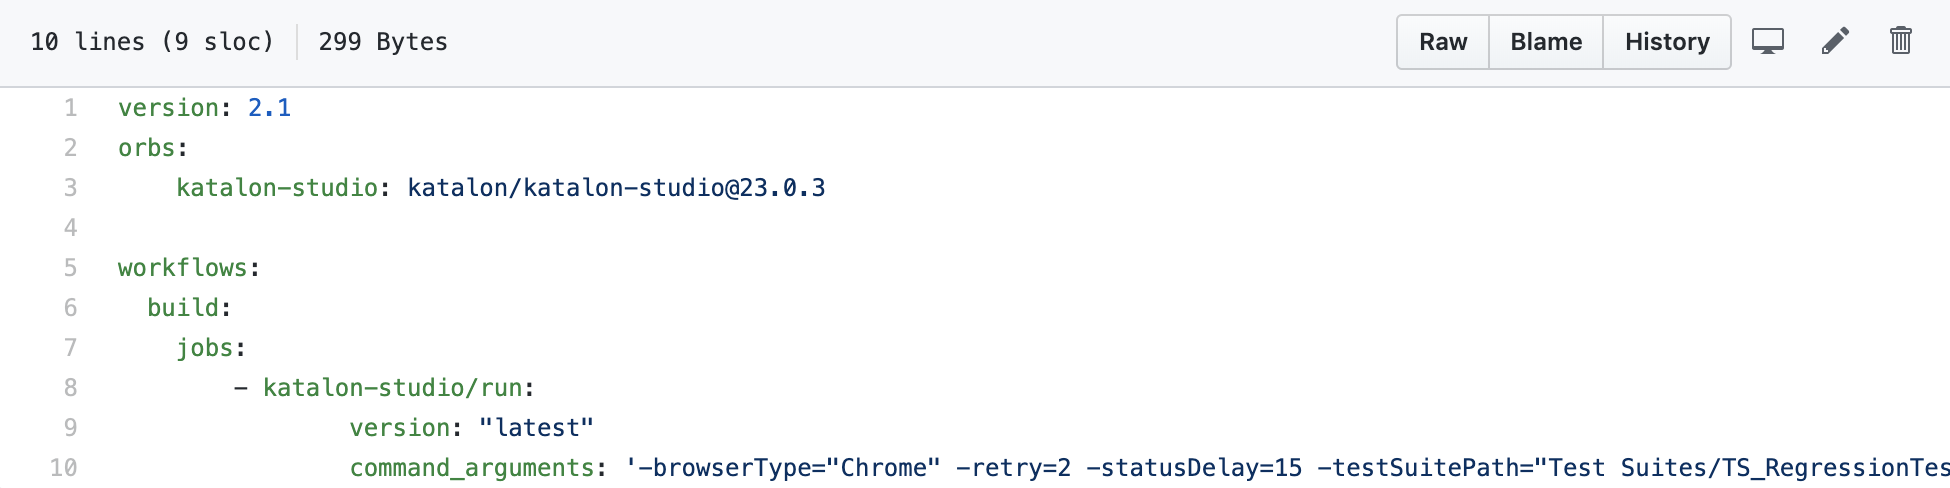 10 lines (9 sloc) 299 Bytes Raw Blame History
1 version: 2.1
2 orbs:
3 katalon-studio: katalon/katalon-studio@23.0.3
4
5 workflows:
6 build:
7 jobs:
8 - katalon-studio/run:
9 version: "latest"
10 command_arguments: '-browserType="Chrome" -retry=2 -statusDelay=15 -testSuitePath="Test Suites/TS_RegressionTes